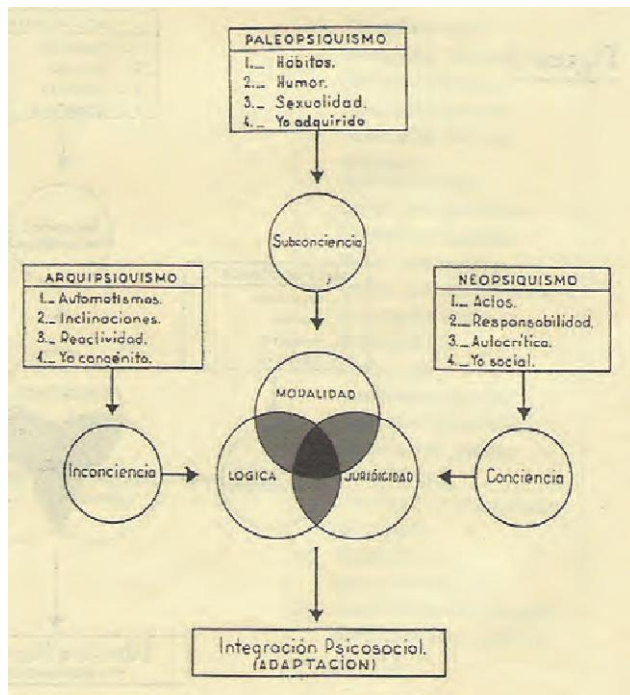 PALEOPSIQUISMO
1._ Hábitos.
2._ Humor.
3._ Sexualidad.
4._ Yo adquirido
Subconciencia
ARQUIPSIQUISMO
1._ Automatismos.
2._ Inclinaciones.
3._ Reactividad.
4._ Yo congénito.
NEOPSIQUISMO
1._ Actos.
2._ Responsabilidad.
3._ Autocrítica.
4._ Yo social.
MORALIDAD
Inconciencia
LOGICA
JURIDICIDAD
Conciencia
Integración Psicosocial.
(ADAPTACION)